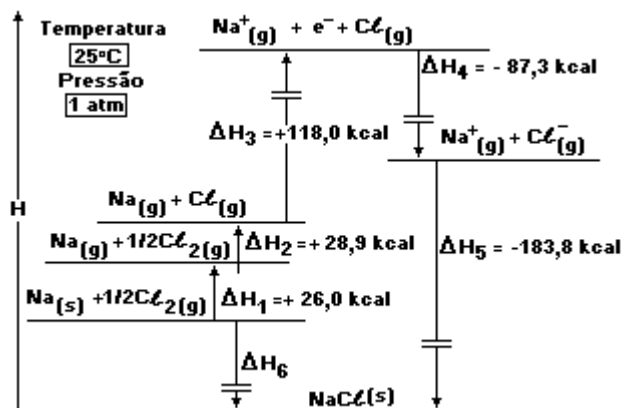 Temperatura
25°C
Pressão
1 atm
Na⁺(g) + e⁻ + Cℓ(g)
ΔH₄ = - 87,3 kcal
ΔH₃ = +118,0 kcal
Na⁺(g) + Cℓ⁻(g)
Na(g) + Cℓ(g)
H
Na(g) +1/2Cℓ₂(g)
ΔH₂ = + 28,9 kcal
ΔH₅ = -183,8 kcal
Na(s) +1/2Cℓ₂(g)
ΔH₁ = + 26,0 kcal
ΔH₆
NaCℓ(s)